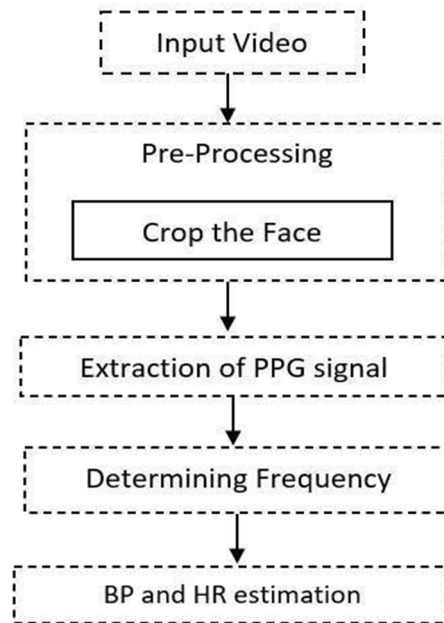 Input Video
Pre-Processing
Crop the Face
Extraction of PPG signal
Determining Frequency
BP and HR estimation